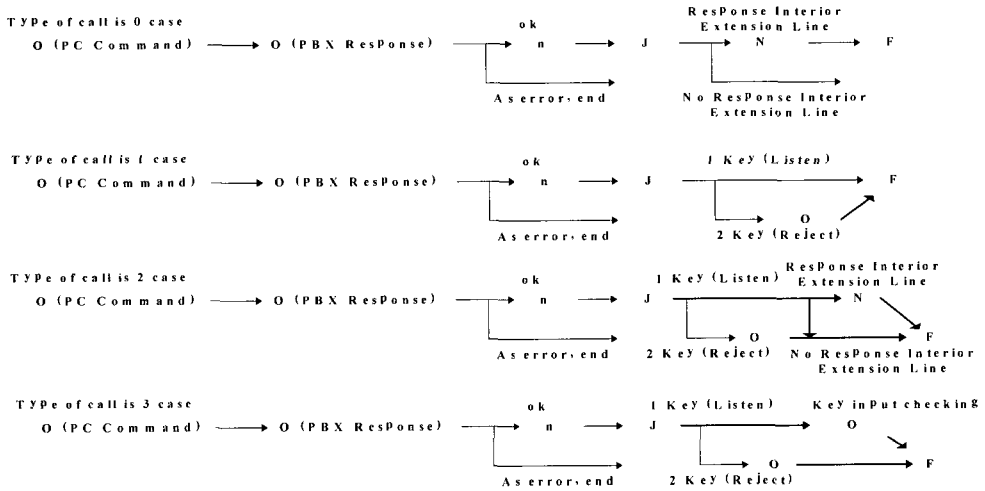 Type of call is 0 case
ok
Response Interior
Extension Line
O (PC Command) O (PBX Response) n J N F
As error, end
No Response Interior
Extension Line
Type of call is 1 case
ok
1 Key (Listen)
O (PC Command) O (PBX Response) n J F
O
As error, end
2 Key (Reject)
Type of call is 2 case
ok
1 Key (Listen)
Response Interior
Extension Line
O (PC Command) O (PBX Response) n J N
O F
As error, end
2 Key (Reject)
No Response Interior
Extension Line
Type of call is 3 case
ok
1 Key (Listen)
Key input checking
O (PC Command) O (PBX Response) n J O
O F
As error, end
2 Key (Reject)